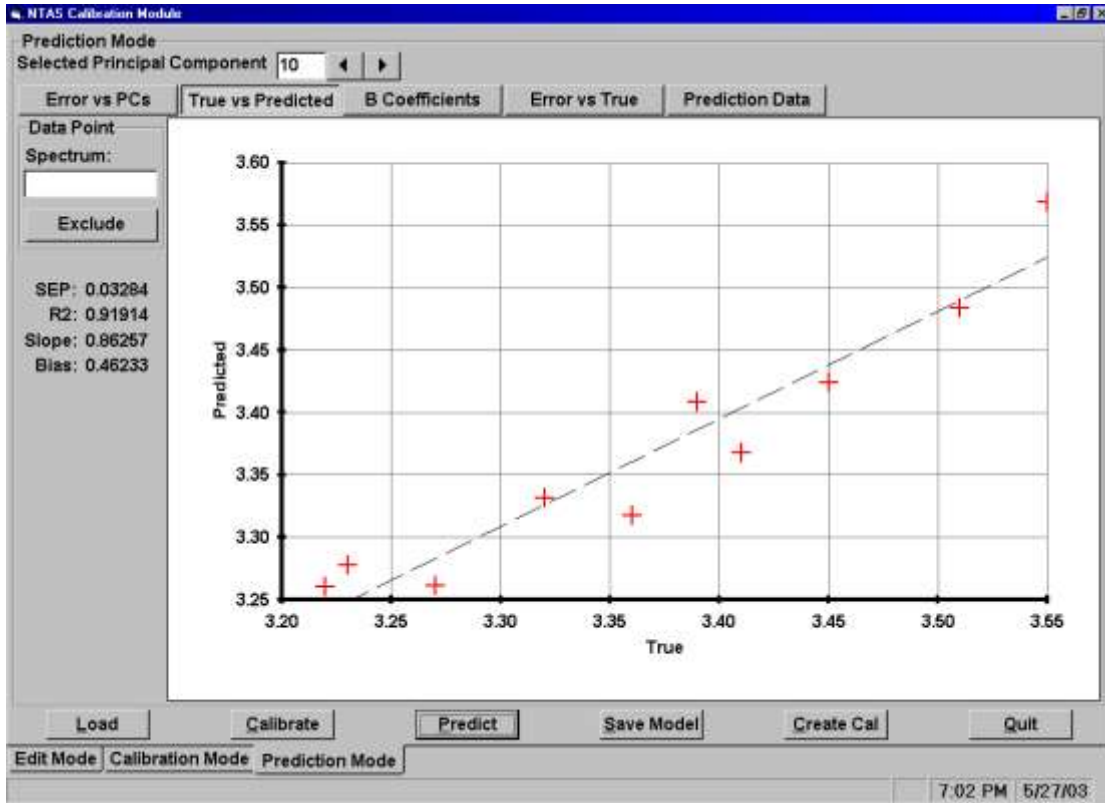 NTAS Calibration Module
Prediction Mode
Selected Principal Component 10
Error vs PCs True vs Predicted B Coefficients Error vs True Prediction Data
Data Point
Spectrum:
Exclude
SEP: 0.03284
R2: 0.91914
Slope: 0.86257
Bias: 0.46233
Predicted
3.60
3.55
3.50
3.45
3.40
3.35
3.30
3.25
3.20 3.25 3.30 3.35 3.40 3.45 3.50 3.55
True
Load Calibrate Predict Save Model Create Cal Quit
Edit Mode Calibration Mode Prediction Mode
7:02 PM 5/27/03